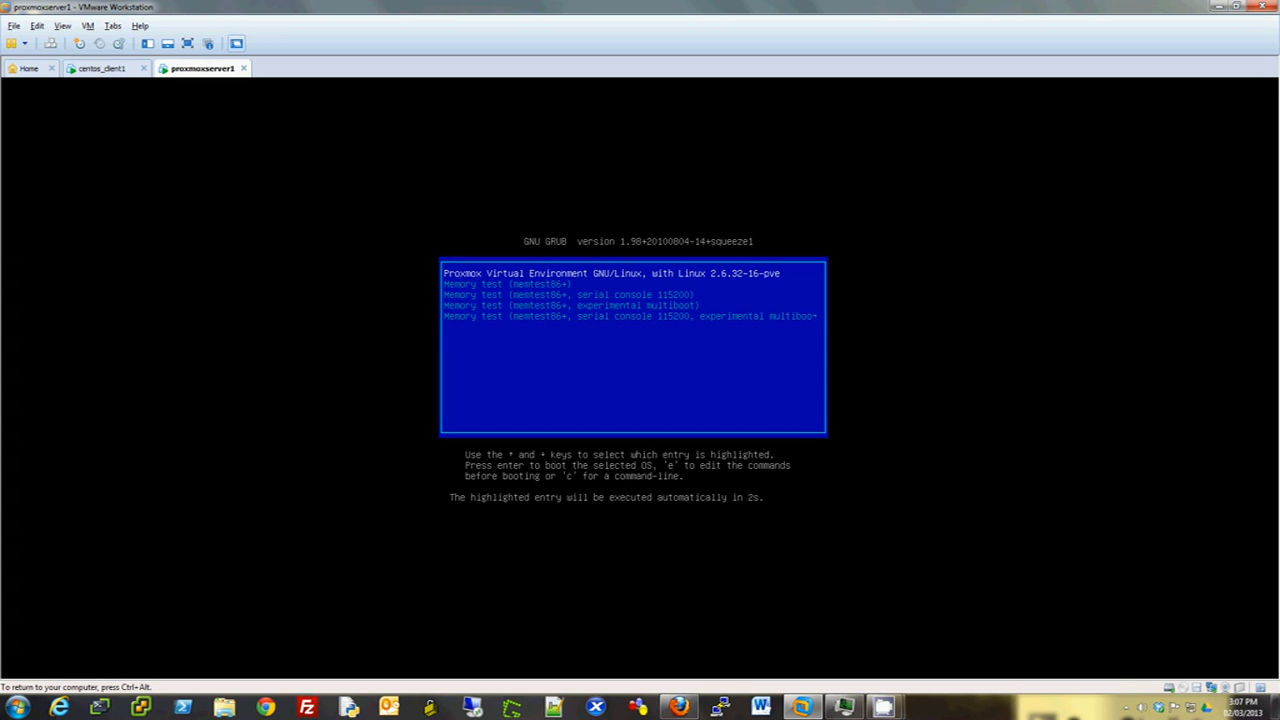 proxmoxserver1 - VMware Workstation
File Edit View VM Tabs Help
Home centos_client1 proxmoxserver1
GNU GRUB version 1.98+20100804-14+squeeze1
Proxmox Virtual Environment GNU/Linux, with Linux 2.6.32-16-pve
Memory test (memtest86+)
Memory test (memtest86+, serial console 115200)
Memory test (memtest86+, experimental multiboot)
Memory test (memtest86+, serial console 115200, experimental multiboo+
Use the ↑ and ↓ keys to select which entry is highlighted.
Press enter to boot the selected OS, 'e' to edit the commands
before booting or 'c' for a command-line.
The highlighted entry will be executed automatically in 2s.
To return to your computer, press Ctrl+Alt.
3:07 PM
02/03/2013